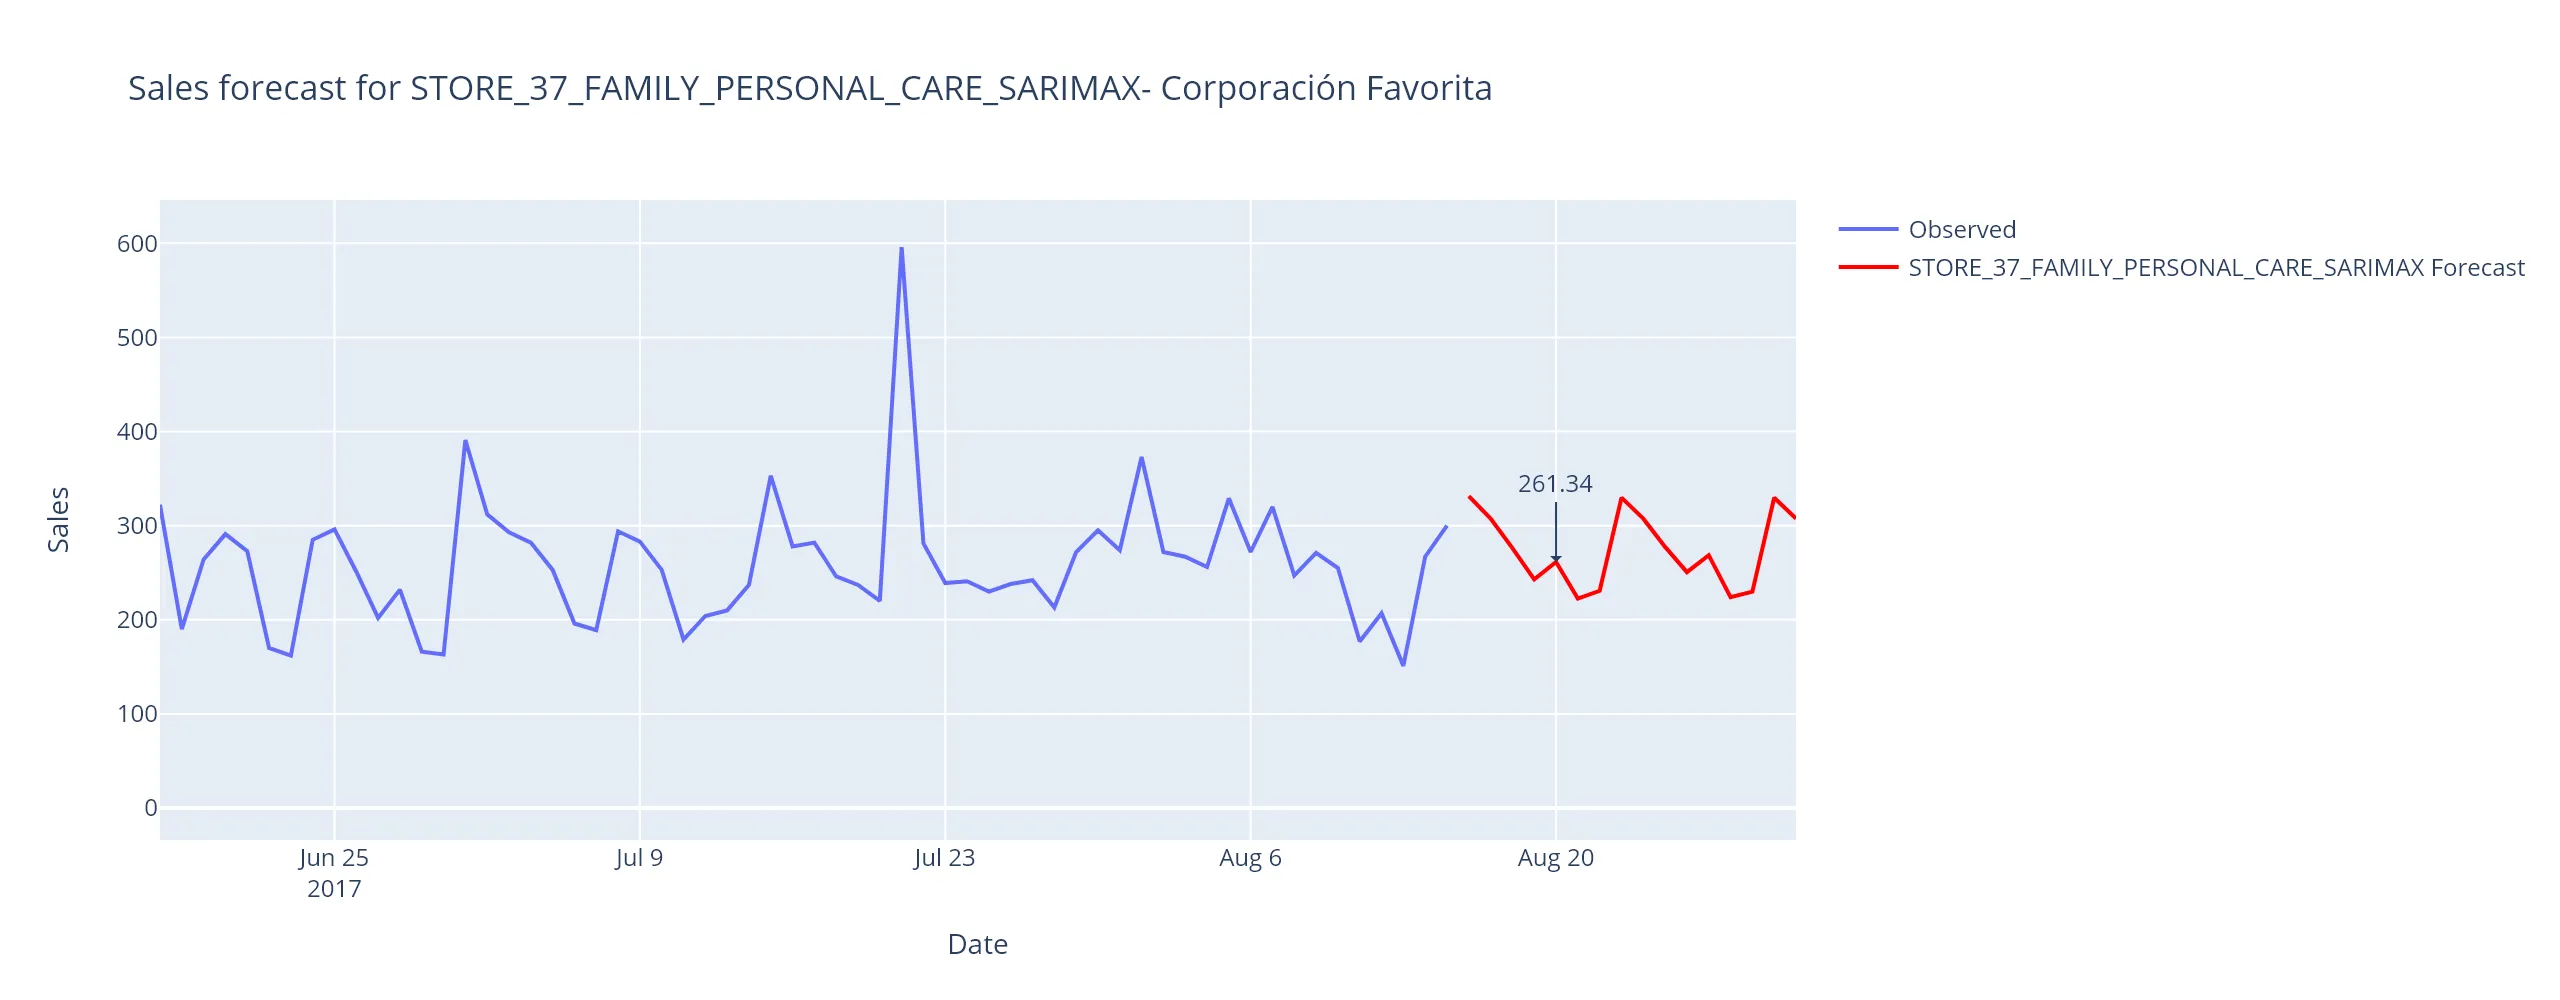 Sales forecast for STORE_37_FAMILY_PERSONAL_CARE_SARIMAX- Corporación Favorita
Observed
STORE_37_FAMILY_PERSONAL_CARE_SARIMAX Forecast
600
500
400
300
200
100
0
Sales
261.34
Jun 25
2017
Jul 9
Jul 23
Aug 6
Aug 20
Date